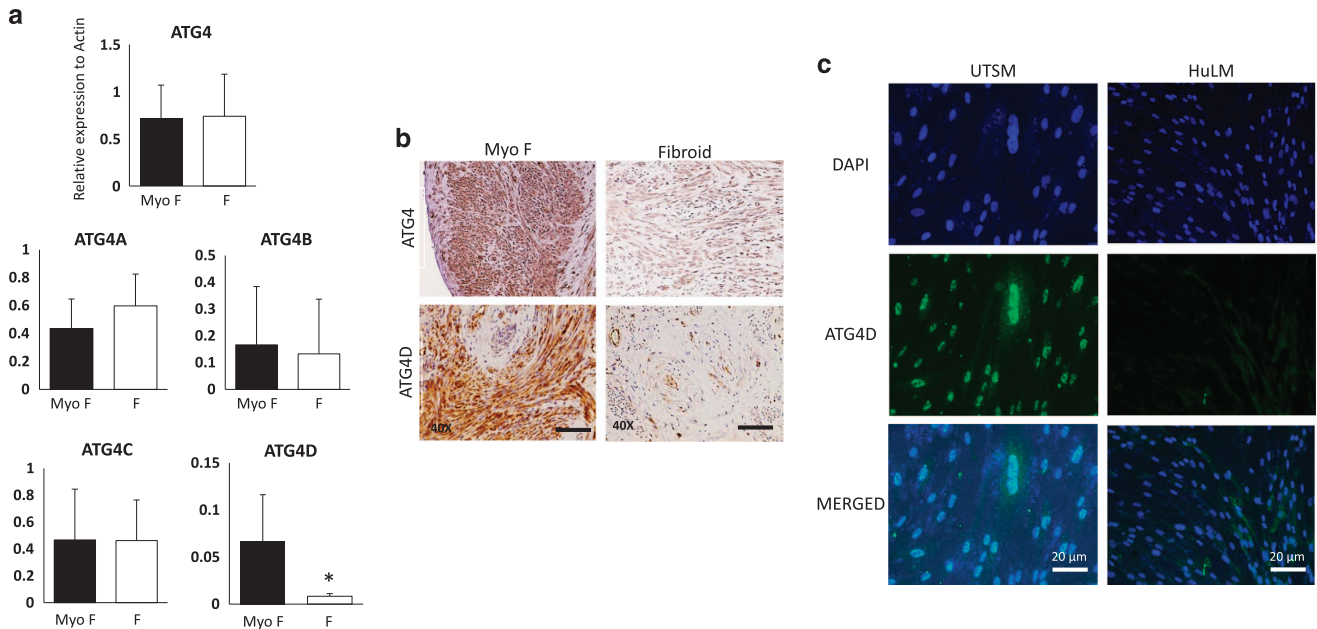 a
ATG4
Relative expression to Actin
1.5
1
0.5
0
Myo F F
ATG4A
1
0.8
0.6
0.4
0.2
0
Myo F F
ATG4B
0.5
0.4
0.3
0.2
0.1
0
Myo F F
ATG4C
1
0.8
0.6
0.4
0.2
0
Myo F F
ATG4D
0.15
0.1
0.05
0
*
Myo F F
b
Myo F Fibroid
ATG4
ATG4D
40X 40X
c
UTSM HuLM
DAPI
ATG4D
MERGED
20 µm 20 µm